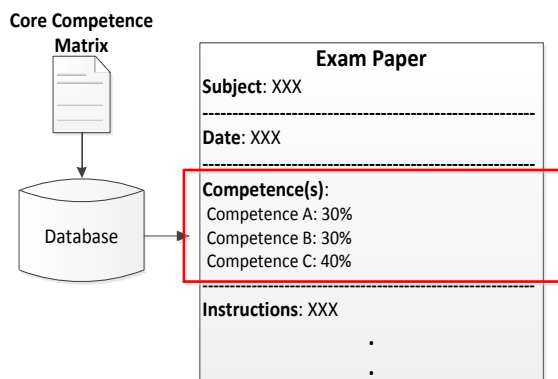 Core Competence
Matrix
Database
Exam Paper
Subject: XXX
-------------------------------------------------------
Date: XXX
-------------------------------------------------------
Competence(s):
Competence A: 30%
Competence B: 30%
Competence C: 40%
-------------------------------------------------------
Instructions: XXX
.
.